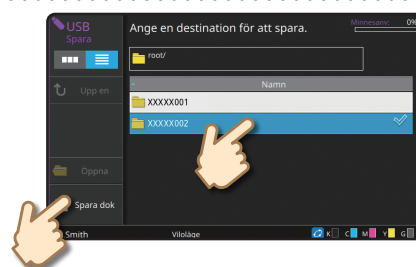 USB
Spara
Ange en destination för att spara.
Minnesanv: 0%
root/
Upp en
Namn
XXXXX001
XXXXX002
Öppna
Spara dok
Smith
Viloläge
K C M Y G